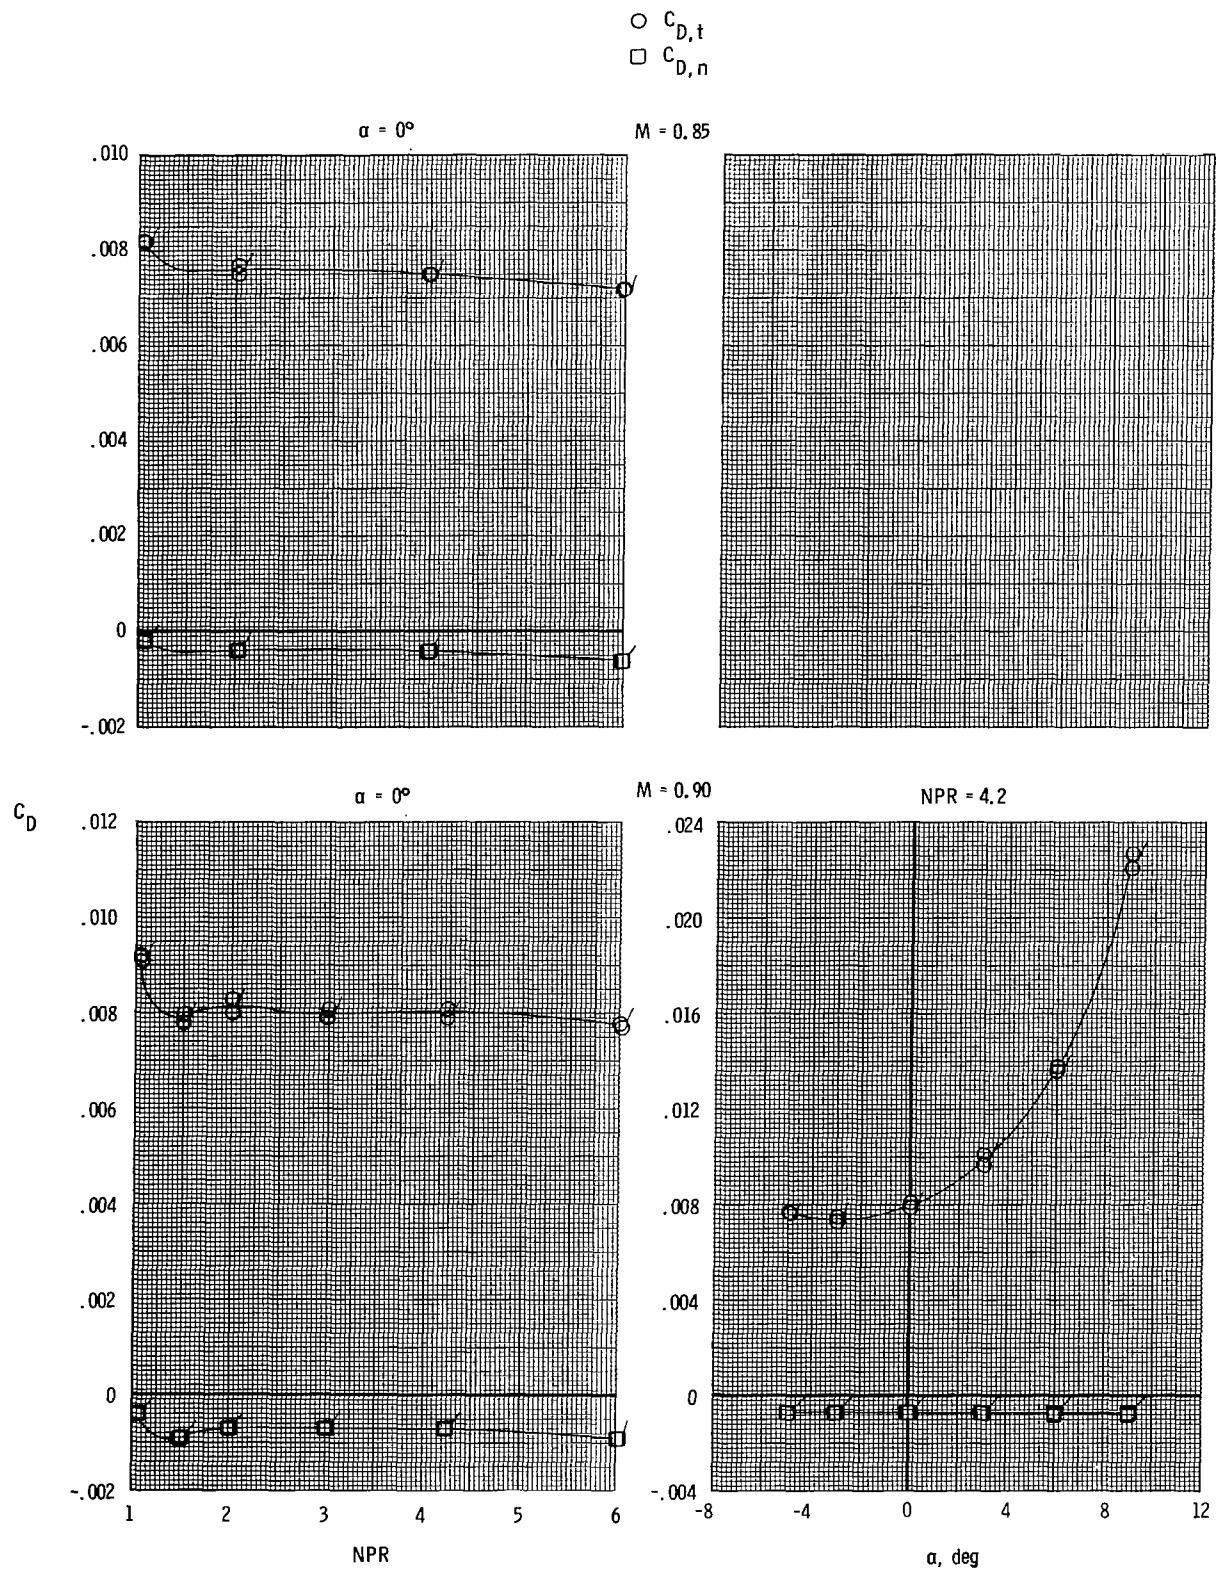 C_D,t
C_D,n
α = 0°
M = 0.85
.010
.008
.006
.004
.002
0
-.002
α = 0°
M = 0.90
NPR = 4.2
C_D
.012
.010
.008
.006
.004
.002
0
-.002
1 2 3 4 5 6
NPR
.024
.020
.016
.012
.008
.004
0
-.004
-8 -4 0 4 8 12
α, deg